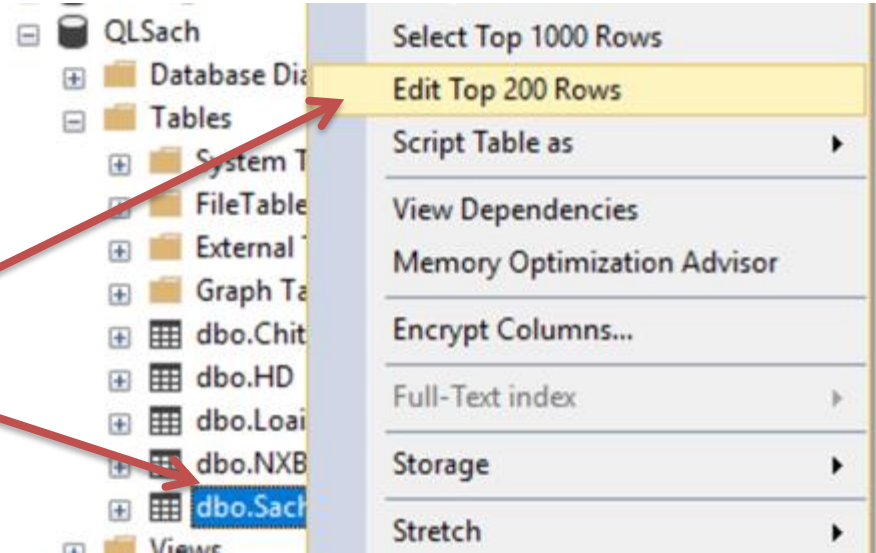 QLSach
Database Dia
Tables
System T
FileTable
External
Graph Ta
dbo.Chit
dbo.HD
dbo.Loai
dbo.NXB
dbo.Sach
Views
Select Top 1000 Rows
Edit Top 200 Rows
Script Table as
View Dependencies
Memory Optimization Advisor
Encrypt Columns...
Full-Text index
Storage
Stretch